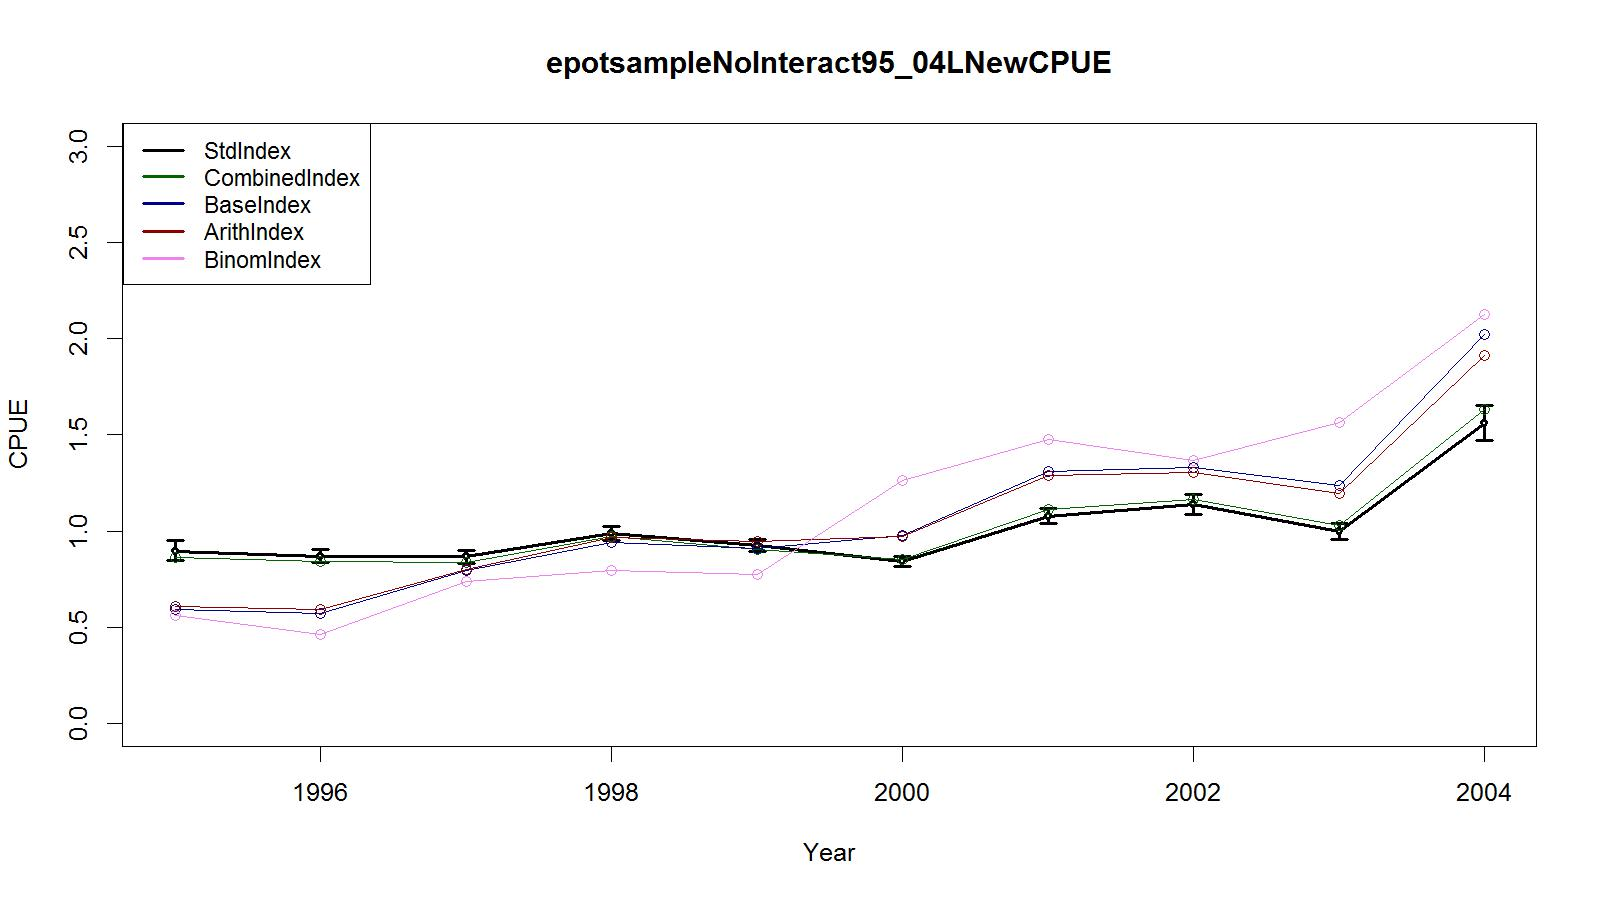 epotsampleNoInteract95_04LNewCPUE
StdIndex
CombinedIndex
BaseIndex
ArithIndex
BinomIndex
3.0
2.5
2.0
1.5
1.0
0.5
0.0
CPUE
1996 1998 2000 2002 2004
Year